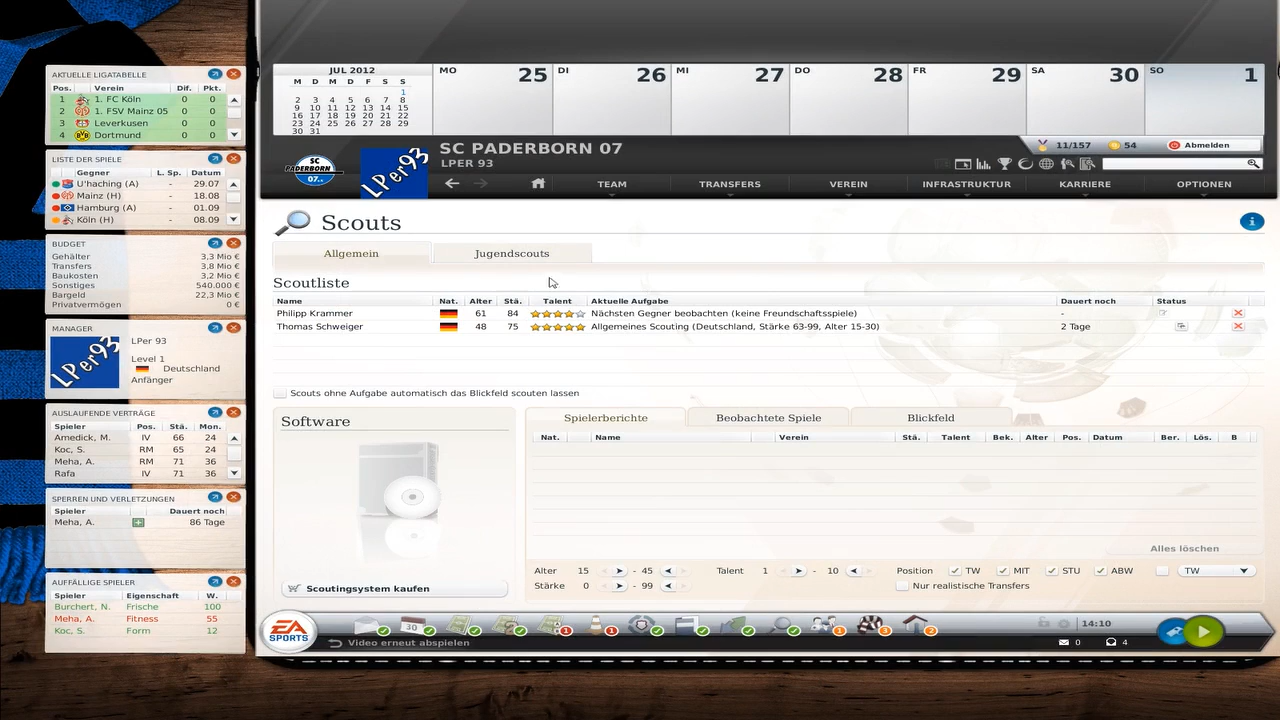 AKTUELLE LIGATABELLE
Pos. Verein Dif. Pkt.
1 1. FC Köln 0 0
2 1. FSV Mainz 05 0 0
3 Leverkusen 0 0
4 Dortmund 0 0
LISTE DER SPIELE
Gegner L. Sp. Datum
U'haching (A) - 29.07
Mainz (H) - 18.08
Hamburg (A) - 01.09
Köln (H) - 08.09
BUDGET
Gehälter 3,3 Mio €
Transfers 3,8 Mio €
Baukosten 3,2 Mio €
Sonstiges 540.000 €
Bargeld 22,3 Mio €
Privatvermögen 0 €
MANAGER
LPer93
LPer 93
Level 1
Deutschland
Anfänger
AUSLAUFENDE VERTRÄGE
Spieler Pos. Stä. Mon.
Amedick, M. IV 66 24
Koc, S. RM 65 24
Meha, A. RM 71 36
Rafa IV 71 36
SPERREN UND VERLETZUNGEN
Spieler Dauert noch
Meha, A. 86 Tage
AUFFÄLLIGE SPIELER
Spieler Eigenschaft W.
Burchert, N. Frische 100
Meha, A. Fitness 55
Koc, S. Form 12
JUL 2012
M D M D F S S
1
2 3 4 5 6 7 8
9 10 11 12 13 14 15
16 17 18 19 20 21 22
23 24 25 26 27 28 29
30 31
MO 25 DI 26 MI 27 DO 28 FR 29 SA 30 SO 1
11/157 54 Abmelden
SC PADERBORN 07..
LPer93
SC PADERBORN 07
LPER 93
TEAM TRANSFERS VEREIN INFRASTRUKTUR KARRIERE OPTIONEN
Scouts
Allgemein Jugendscouts
Scoutliste
Name Nat. Alter Stä. Talent Aktuelle Aufgabe Dauert noch Status
Philipp Krammer 61 84 Nächsten Gegner beobachten (keine Freundschaftsspiele) -
Thomas Schweiger 48 75 Allgemeines Scouting (Deutschland, Stärke 63-99, Alter 15-30) 2 Tage
Scouts ohne Aufgabe automatisch das Blickfeld scouten lassen
Software
Scoutingsystem kaufen
Spielerberichte Beobachtete Spiele Blickfeld
Nat. Name Verein Stä. Talent Bek. Alter Pos. Datum Ber. Lös. B
Alles löschen
Alter 15 - 45 Talent 1 - 10 Position TW MIT STU ABW TW
Stärke 0 - 99 Nur realistische Transfers
EA SPORTS
30 1 1 1 3 2
14:10
Video erneut abspielen
0 4